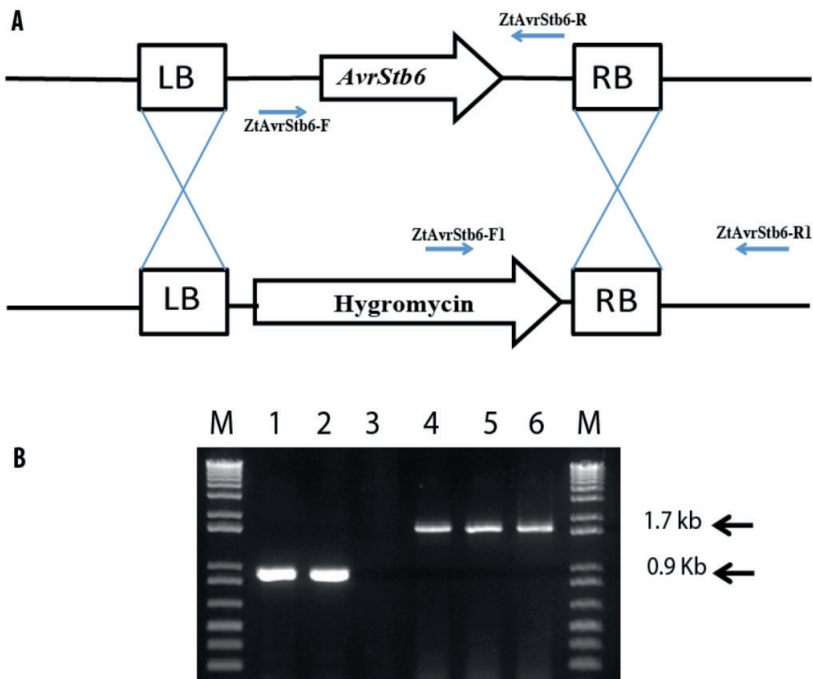 A
ZtAvrStb6-R
LB
AvrStb6
RB
ZtAvrStb6-F
ZtAvrStb6-F1
ZtAvrStb6-R1
LB
Hygromycin
RB
M 1 2 3 4 5 6 M
B
1.7 kb
0.9 Kb